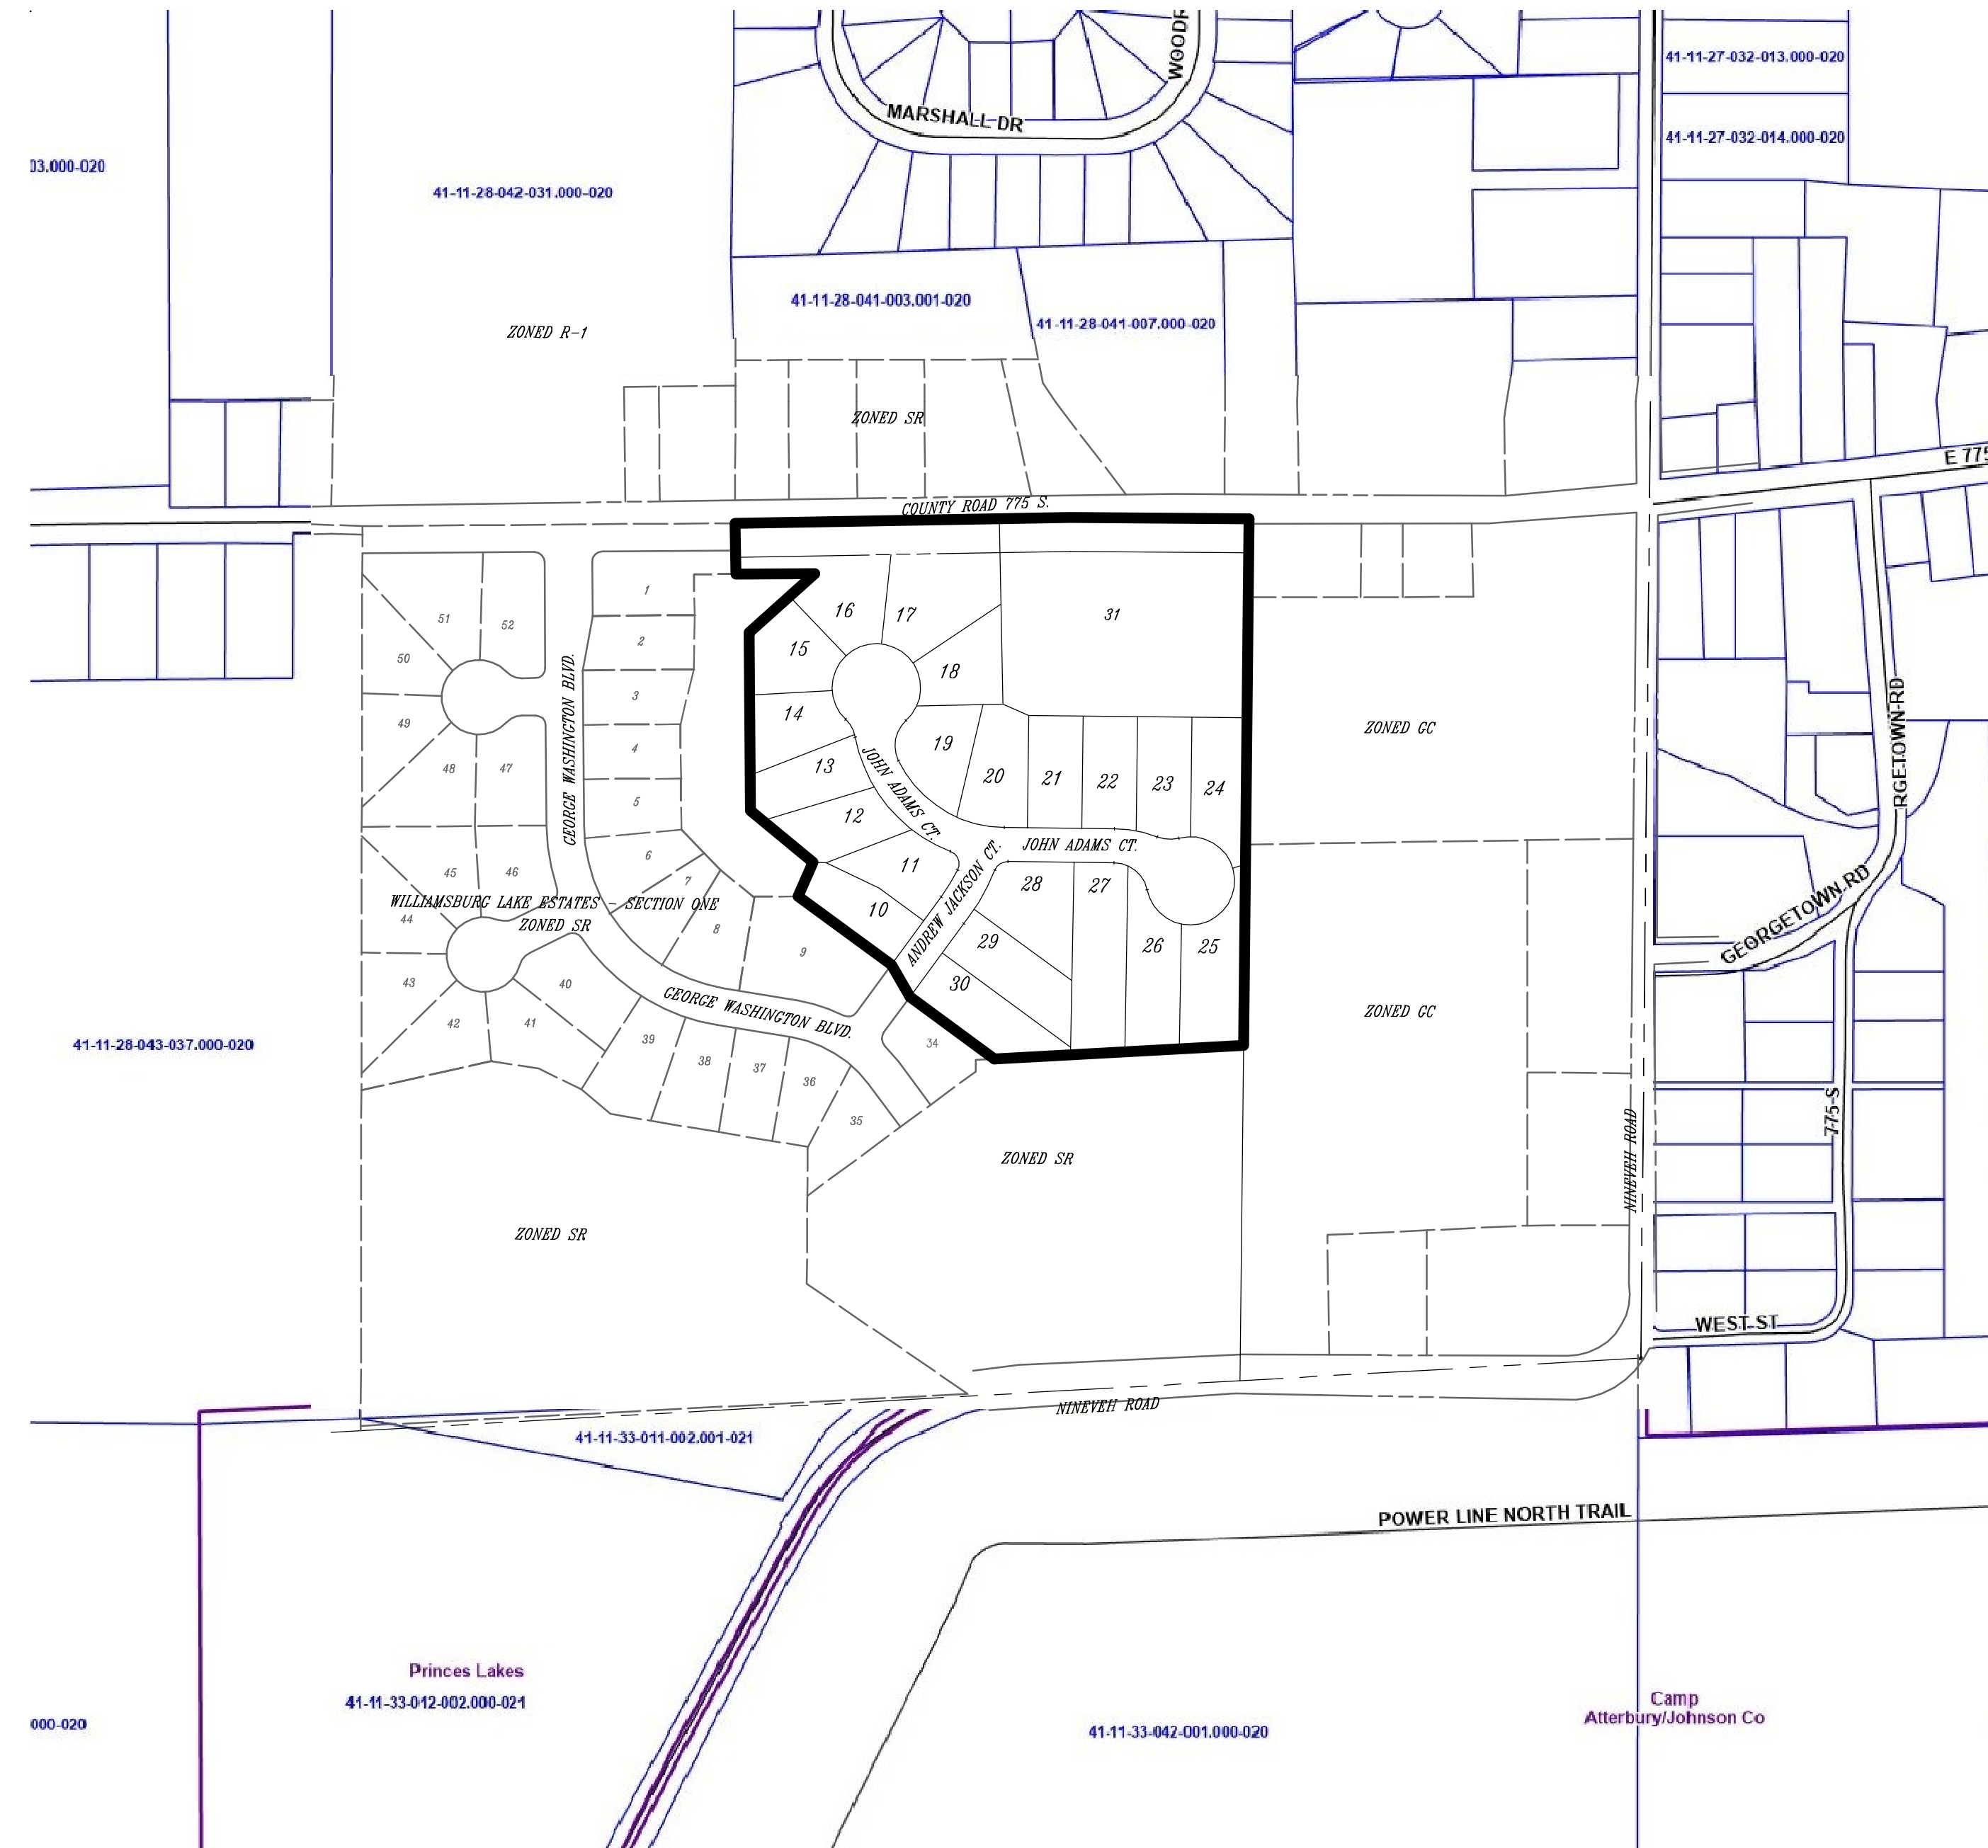 WOODR
MARSHALL DR
41-11-27-032-013.000-020
41-11-27-032-014.000-020
03.000-020
41-11-28-042-031.000-020
41-11-28-041-003.001-020
41-11-28-041-007.000-020
ZONED R-1
ZONED SR
E 775
COUNTY ROAD 775 S.
1
16
17
31
51
52
2
15
50
18
3
14
49
GEORGE WASHINGTON BLVD.
ZONED GC
RGETOWN-RD
4
19
48
47
13
20
21
22
23
24
5
JOHN ADAMS CT.
12
JOHN ADAMS CT.
6
11
28
27
7
45
46
WILLIAMSBURG LAKE ESTATES - SECTION ONE
ZONED SR
44
10
ANDREW JACKSON CT.
GEORGETOWN RD
8
29
26
25
9
43
40
30
GEORGE WASHINGTON BLVD.
ZONED GC
42
41
39
34
41-11-28-043-037.000-020
38
37
36
35
775-S
NINEVEH ROAD
ZONED SR
ZONED SR
WEST ST
NINEVEH ROAD
41-11-33-011-002.001-021
POWER LINE NORTH TRAIL
Princes Lakes
41-11-33-012-002.000-021
Camp
Atterbury/Johnson Co
000-020
41-11-33-042-001.000-020